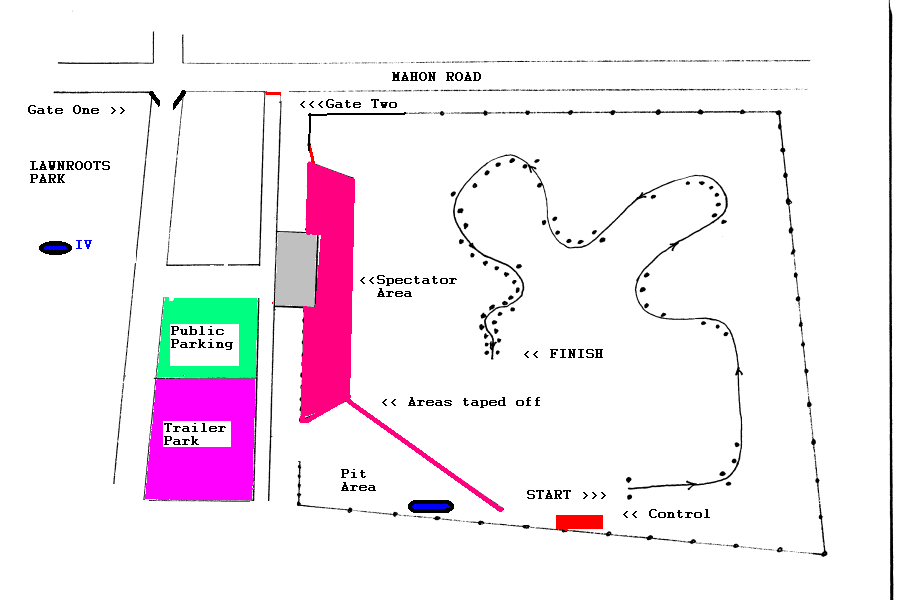 MAHON ROAD
Gate One >>
<<<Gate Two
LAWNROOTS
PARK
IV
<<Spectator
Area
Public
Parking
<< FINISH
<< Areas taped off
Trailer
Park
Pit
Area
START >>>
<< Control